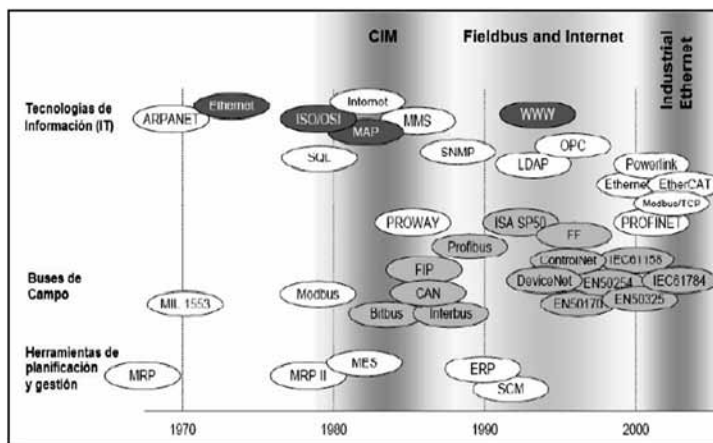 CIM
Fieldbus and Internet
Industrial
Ethernet
Tecnologías de
Información (IT)
ARPANET
Ethernet
Internet
ISO/OSI
MAP
MMS
SQL
SNMP
WWW
OPC
LDAP
Powerlink
Ethernet
EtherCAT
Modbus/TCP
PROFINET
PROWAY
ISA SP50
FF
Profibus
ControlNet
IEC61158
FIP
DeviceNet
EN50254
IEC61784
Buses de
Campo
MIL 1553
Modbus
CAN
Bitbus
Interbus
EN50170
EN50325
Herramientas de
planificación
y gestión
MRP
MRP II
MES
ERP
SCM
1970
1980
1990
2000